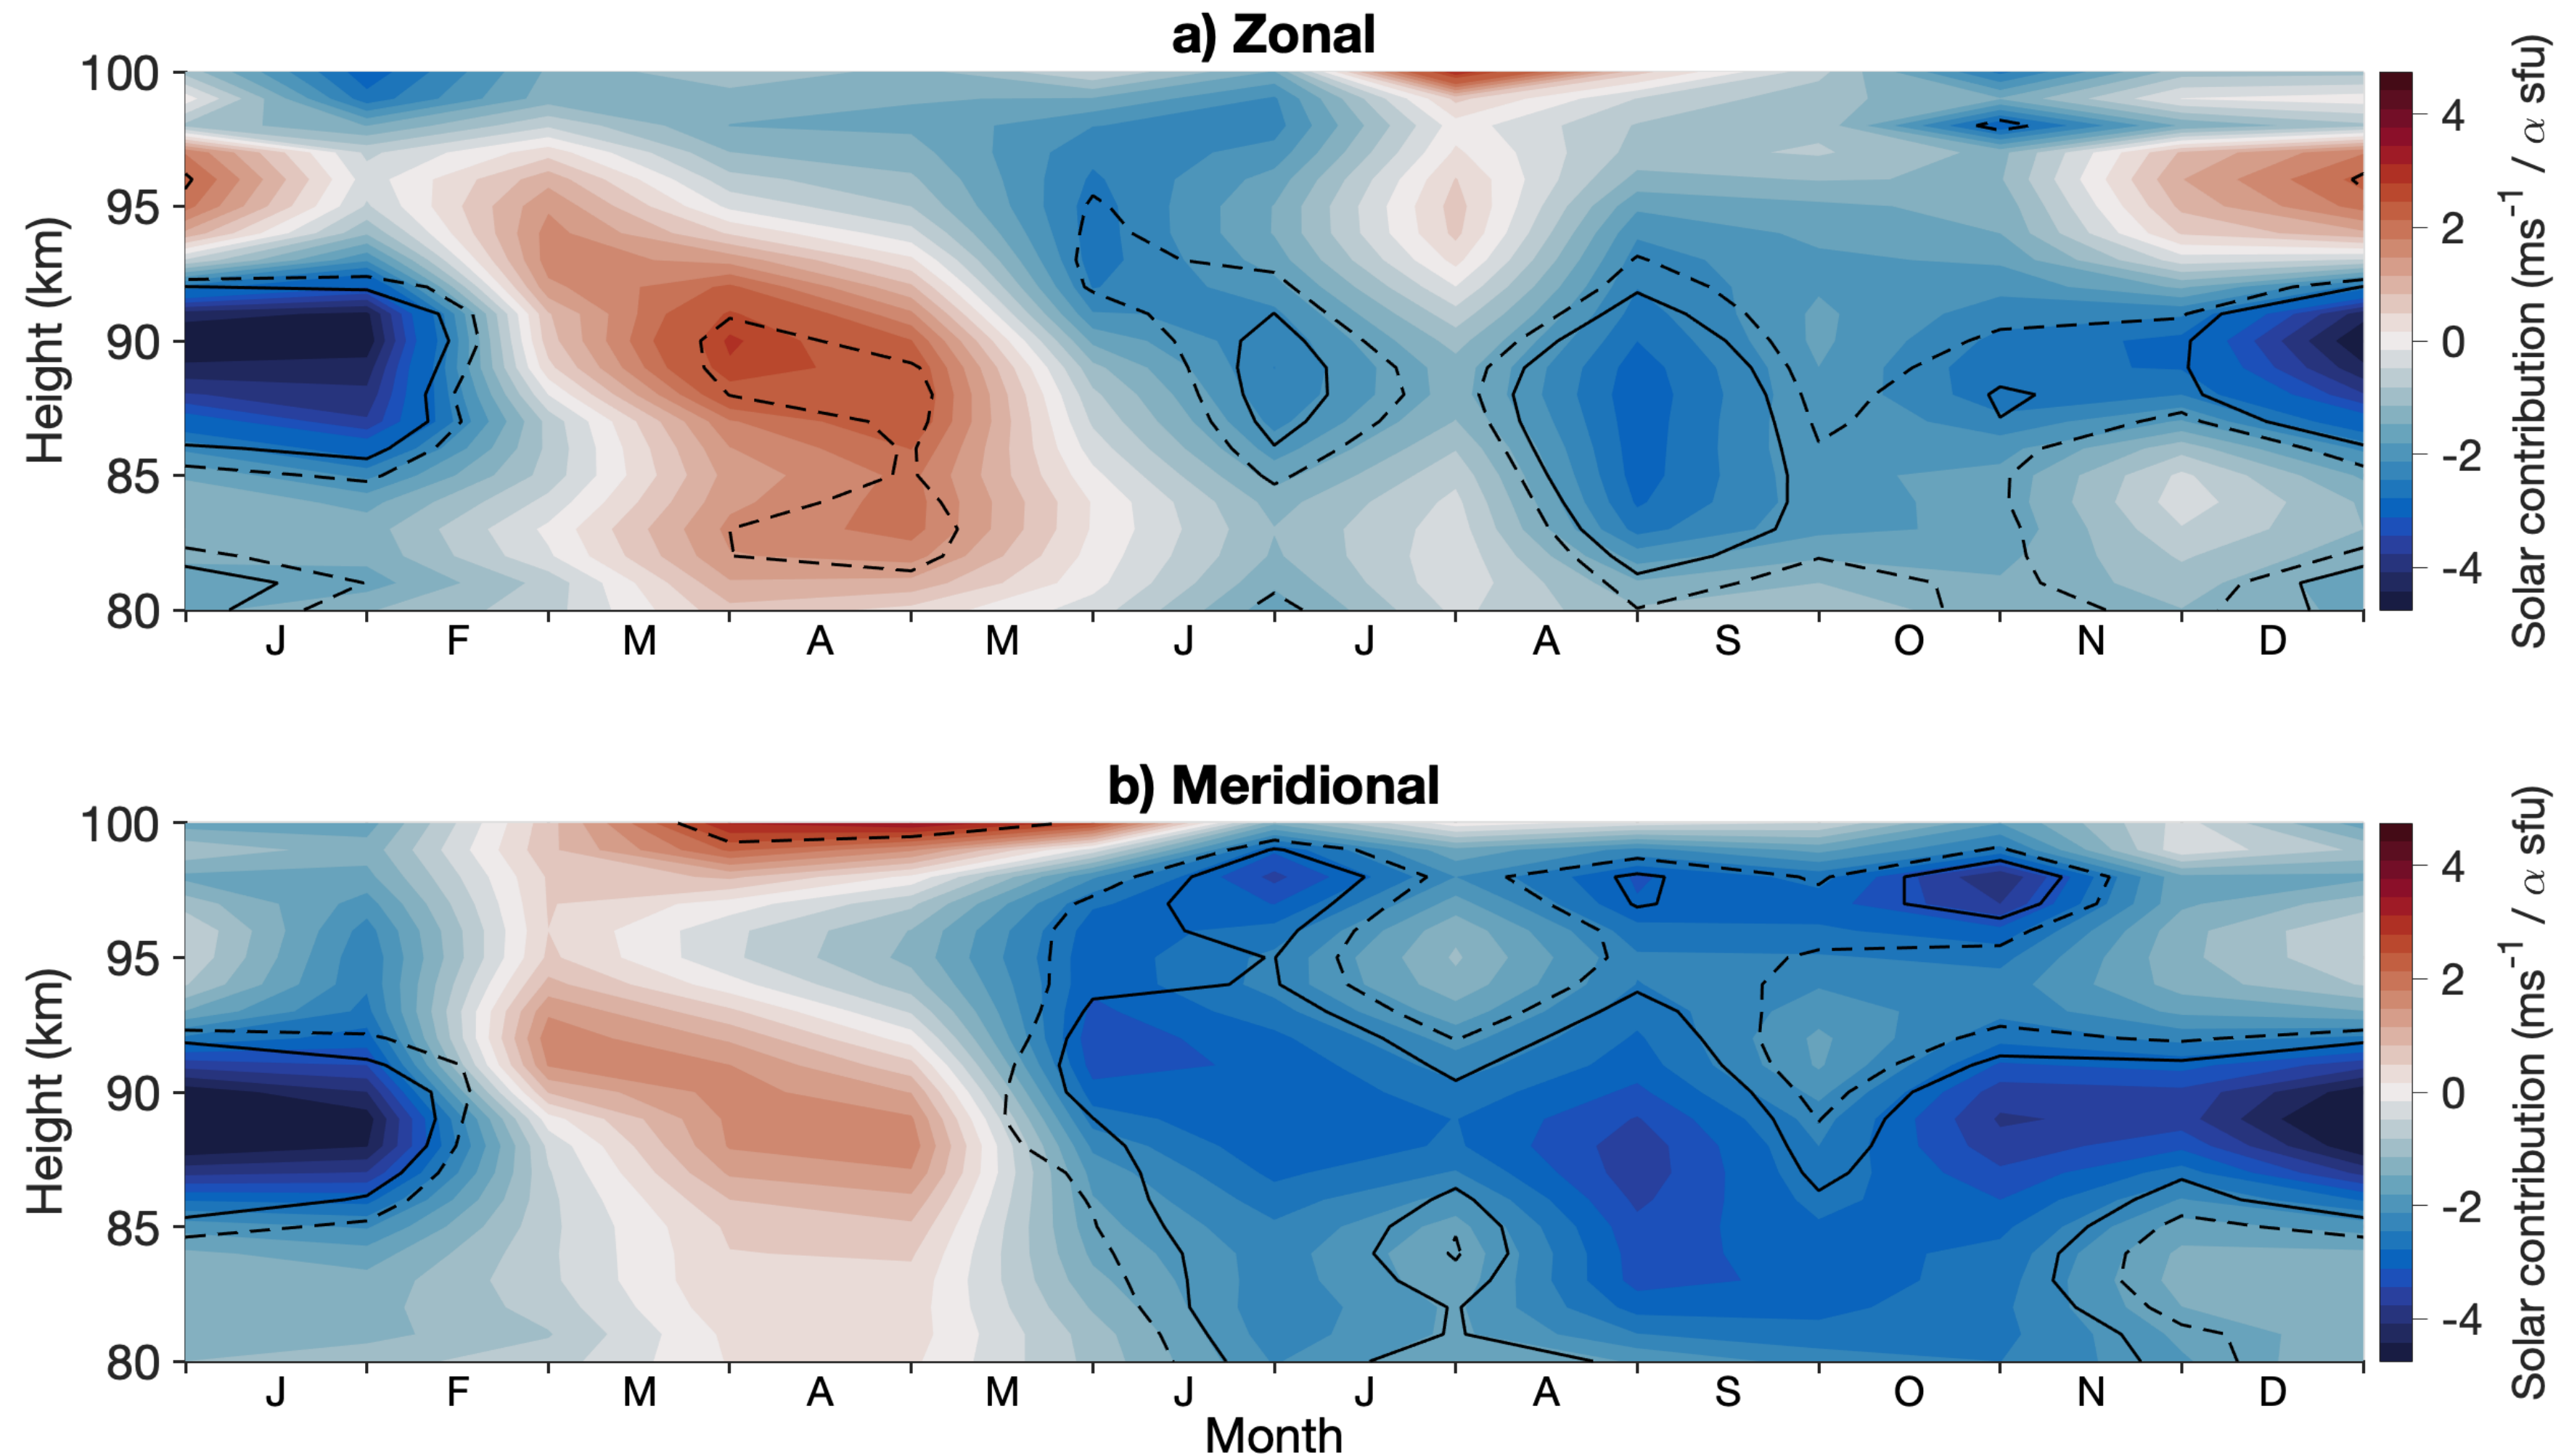 a) Zonal
100
95
90
85
80
Height (km)
J F M A M J J A S O N D
4
2
0
-2
-4
Solar contribution (ms⁻¹ / α sfu)
b) Meridional
100
95
90
85
80
Height (km)
J F M A M J J A S O N D
Month
4
2
0
-2
-4
Solar contribution (ms⁻¹ / α sfu)